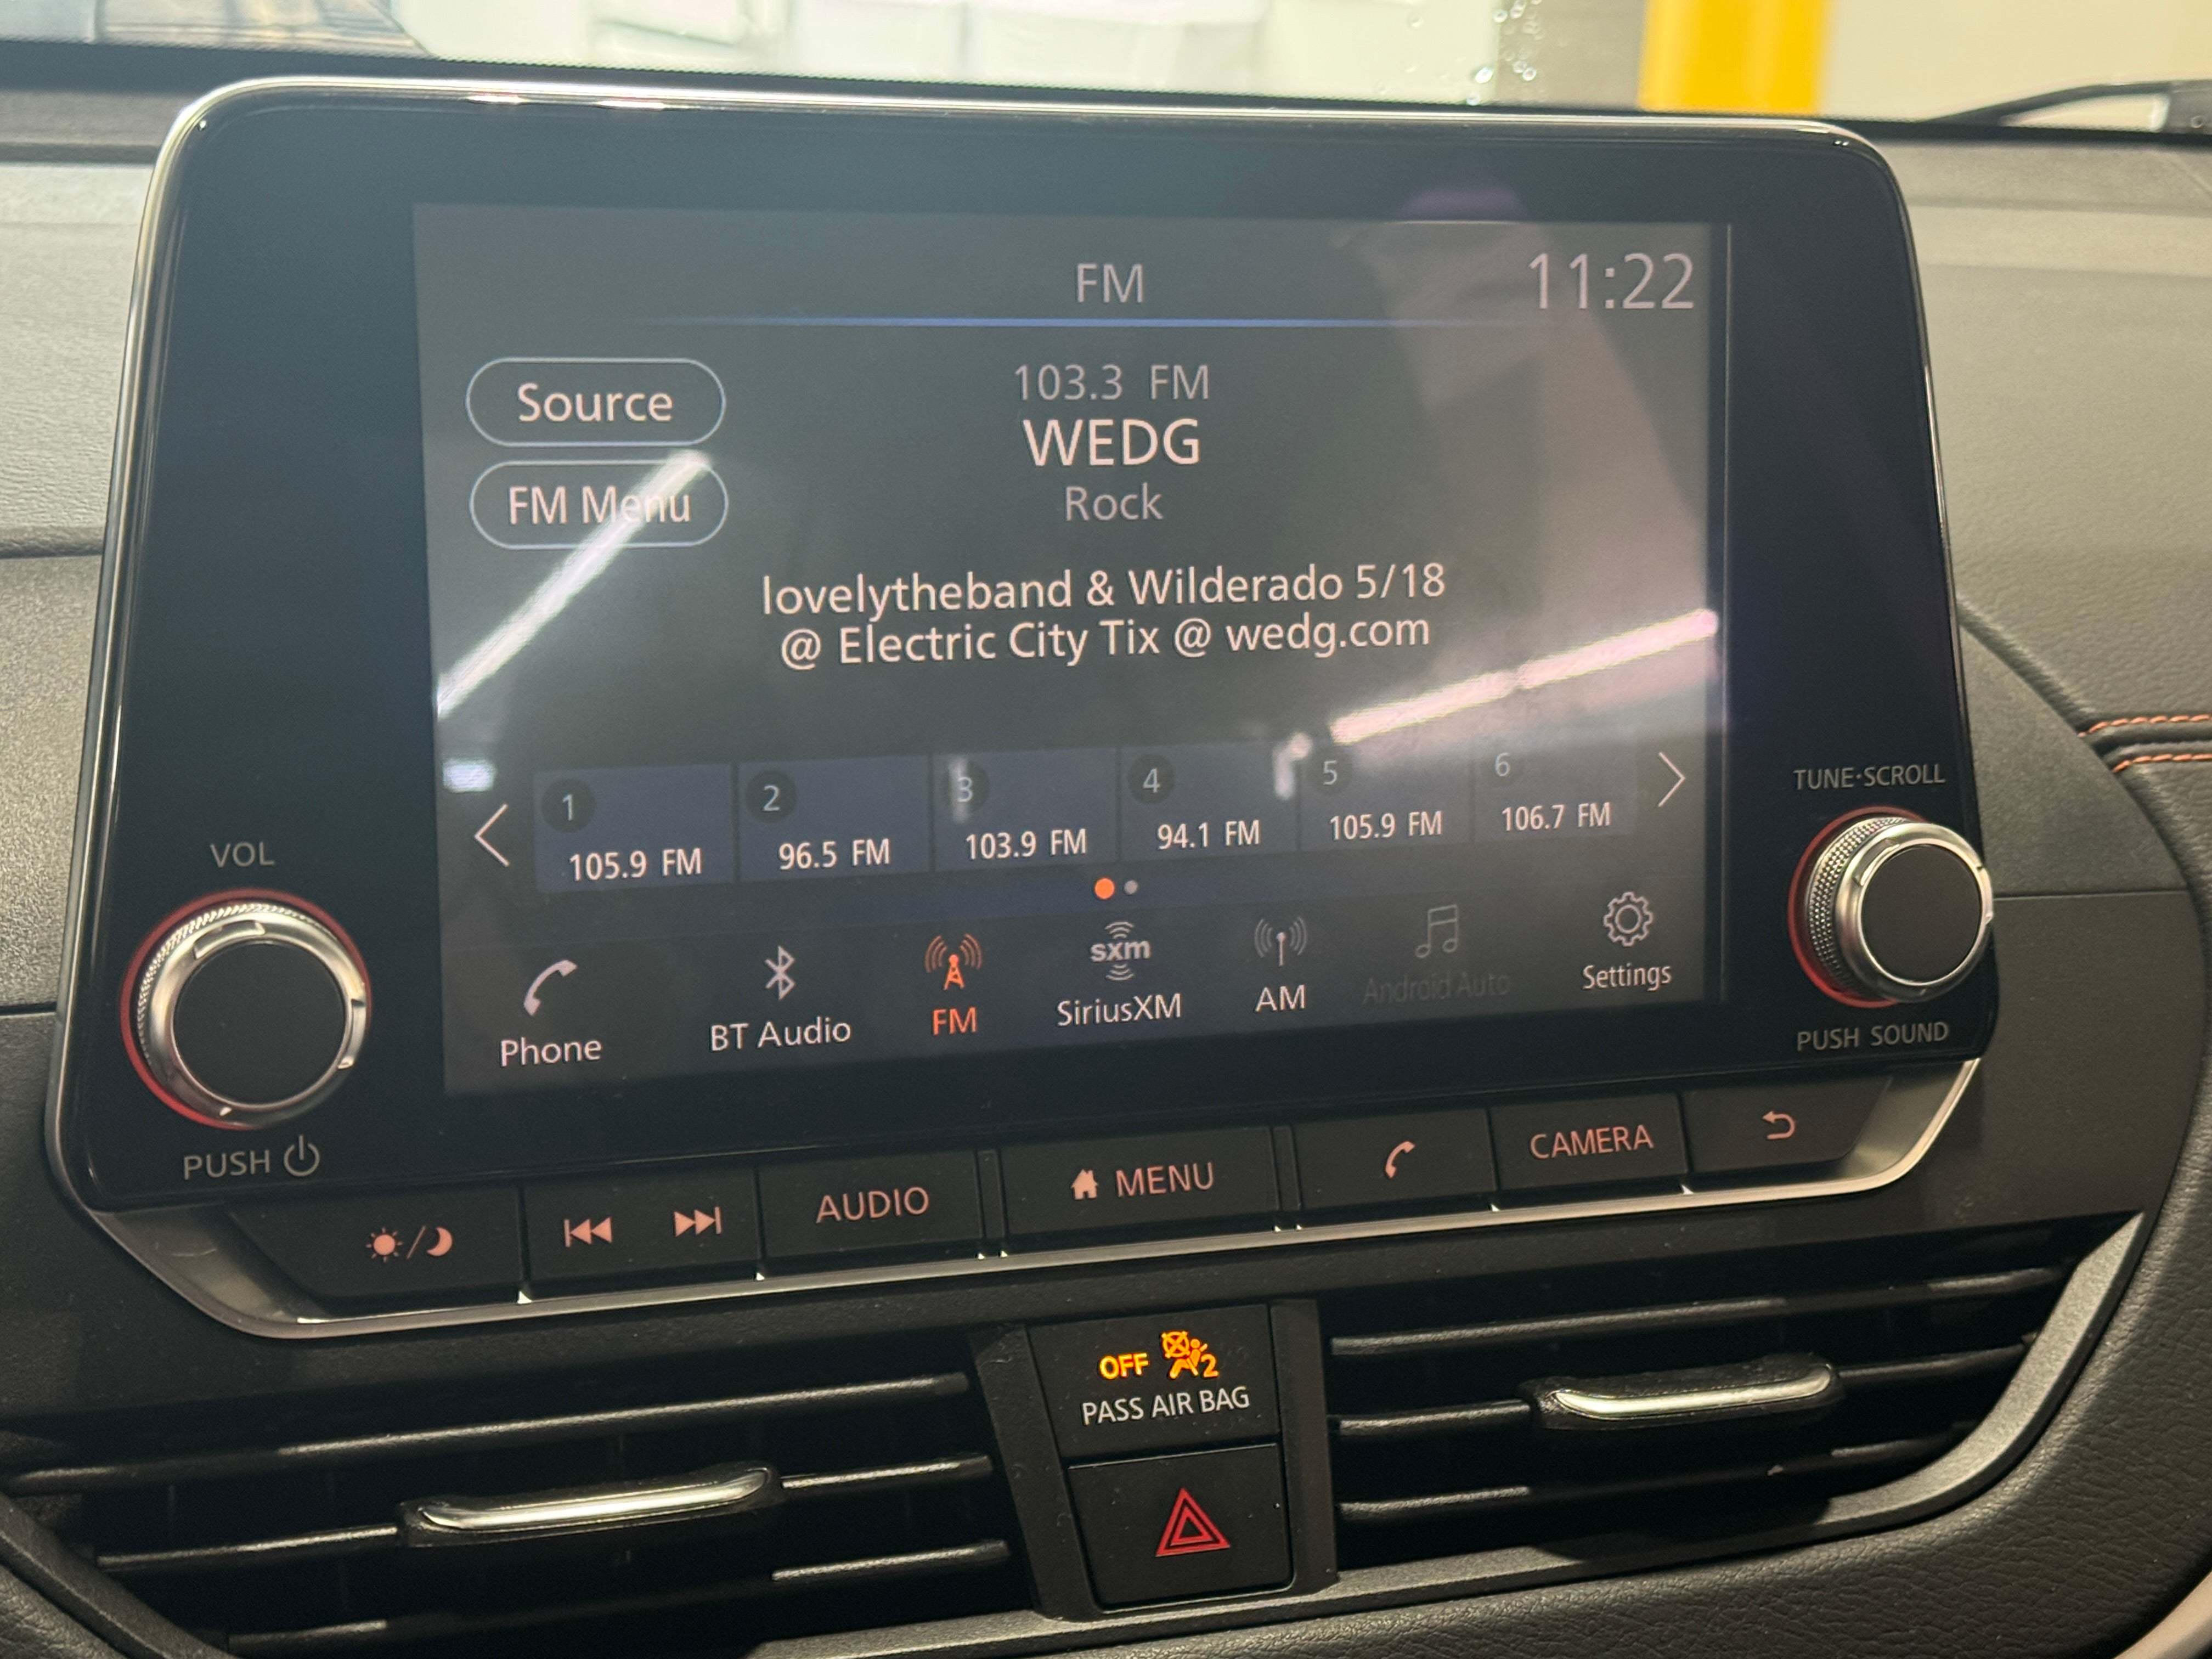 FM
11:22
Source
103.3 FM
WEDG
FM Menu
Rock
lovelytheband & Wilderado 5/18
@ Electric City Tix @ wedg.com
1
2
3
4
5
6
105.9 FM
96.5 FM
103.9 FM
94.1 FM
105.9 FM
106.7 FM
sxm
Phone
BT Audio
FM
SiriusXM
AM
Android Auto
Settings
VOL
PUSH
TUNE·SCROLL
PUSH SOUND
AUDIO
MENU
CAMERA
OFF 2
PASS AIR BAG